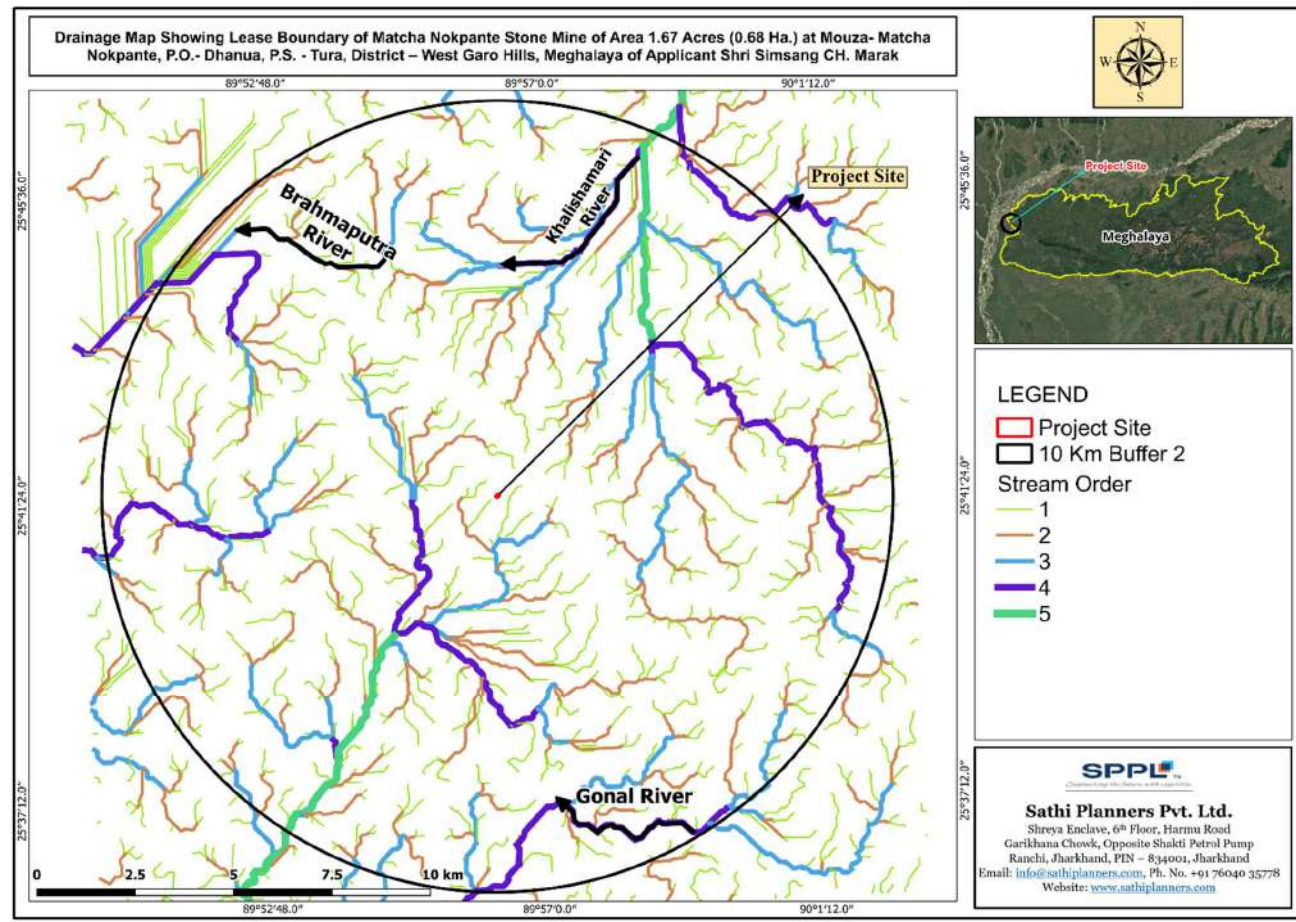 Drainage Map Showing Lease Boundary of Matcha Nokpante Stone Mine of Area 1.67 Acres (0.68 Ha.) at Mouza- Matcha
Nokpante, P.O.- Dhanua, P.S. - Tura, District – West Garo Hills, Meghalaya of Applicant Shri Simsang CH. Marak
N
W E
S
89°52'48.0"
89°57'0.0"
90°1'12.0"
25°45'36.0"
25°41'24.0"
25°37'12.0"
Brahmaputra
River
Khalishamari
River
Project Site
Gonal River
0 2.5 5 7.5 10 km
89°52'48.0"
89°57'0.0"
90°1'12.0"
25°45'36.0"
25°41'24.0"
25°37'12.0"
Project Site
Meghalaya
LEGEND
Project Site
10 Km Buffer 2
Stream Order
1
2
3
4
5
SPPL TM
Sathi Planners Pvt. Ltd.
Shreya Enclave, 6th Floor, Harmu Road
Garikhana Chowk, Opposite Shakti Petrol Pump
Ranchi, Jharkhand, PIN – 834001, Jharkhand
Email: info@sathiplanners.com, Ph. No. +91 76040 35778
Website: www.sathiplanners.com